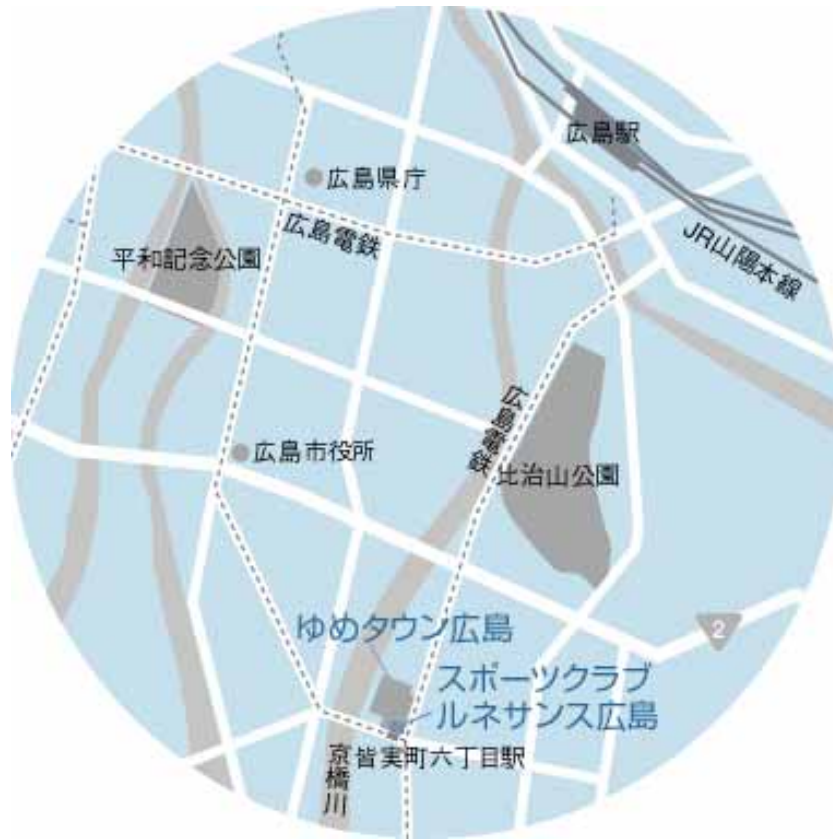 広島駅
広島県庁
広島電鉄
JR山陽本線
平和記念公園
広島電鉄
広島市役所
比治山公園
2
ゆめタウン広島
スポーツクラブ
ルネサンス広島
皆実町六丁目駅
京橋川